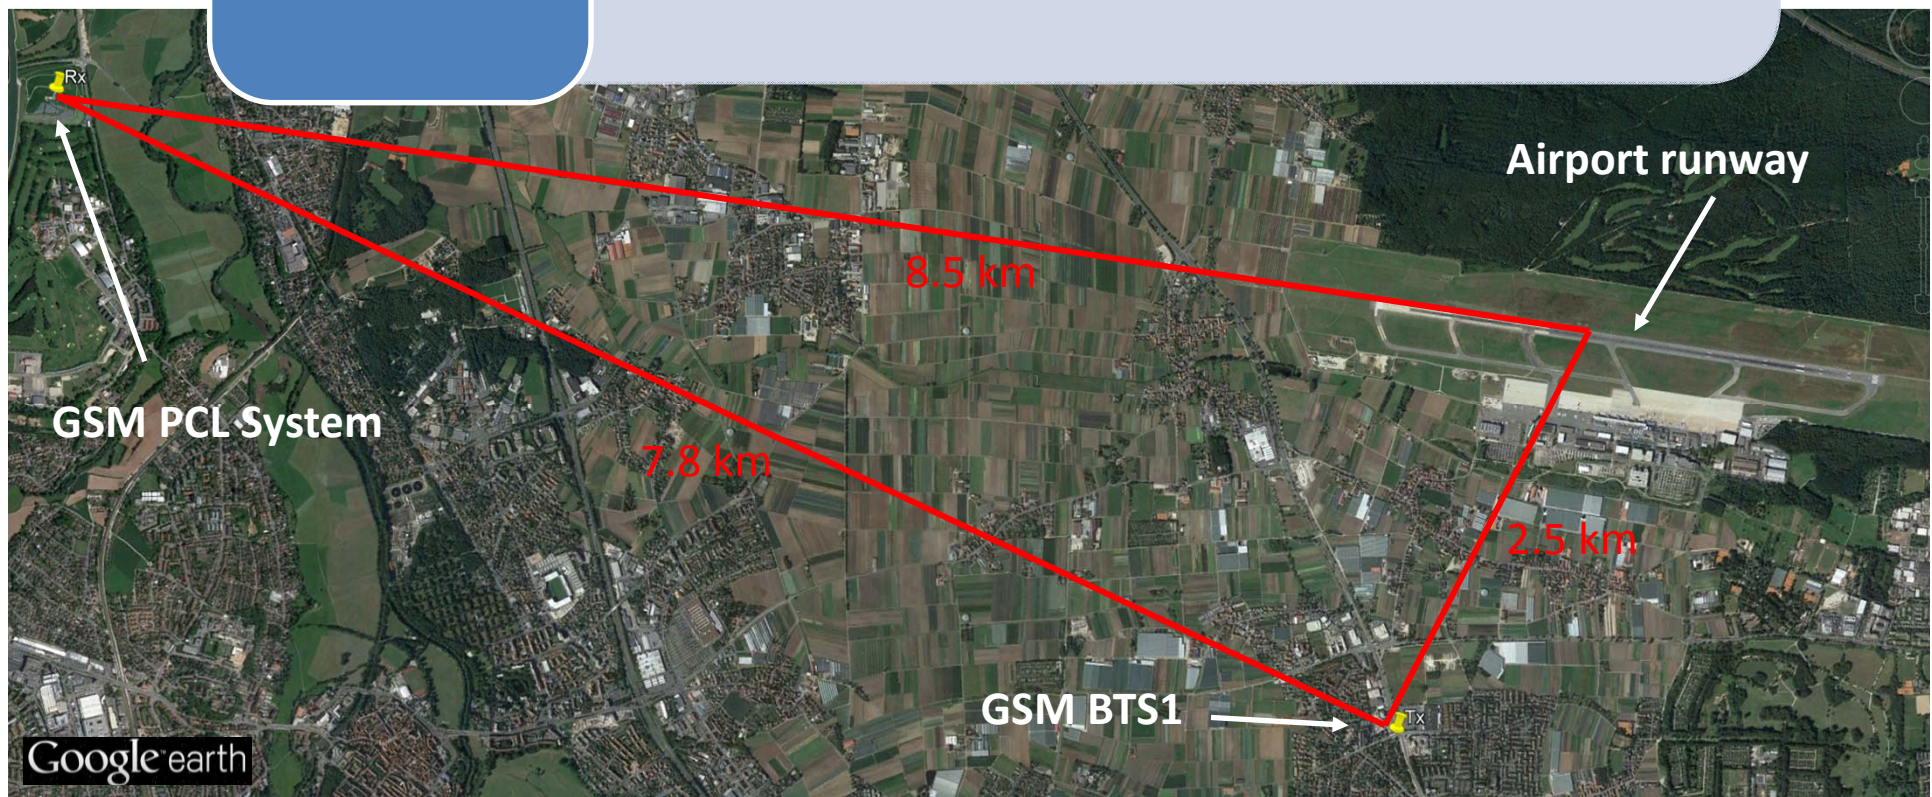 Rx
Airport runway
8.5 km
GSM PCL System
7.8 km
2.5 km
GSM BTS1
Tx
Google earth